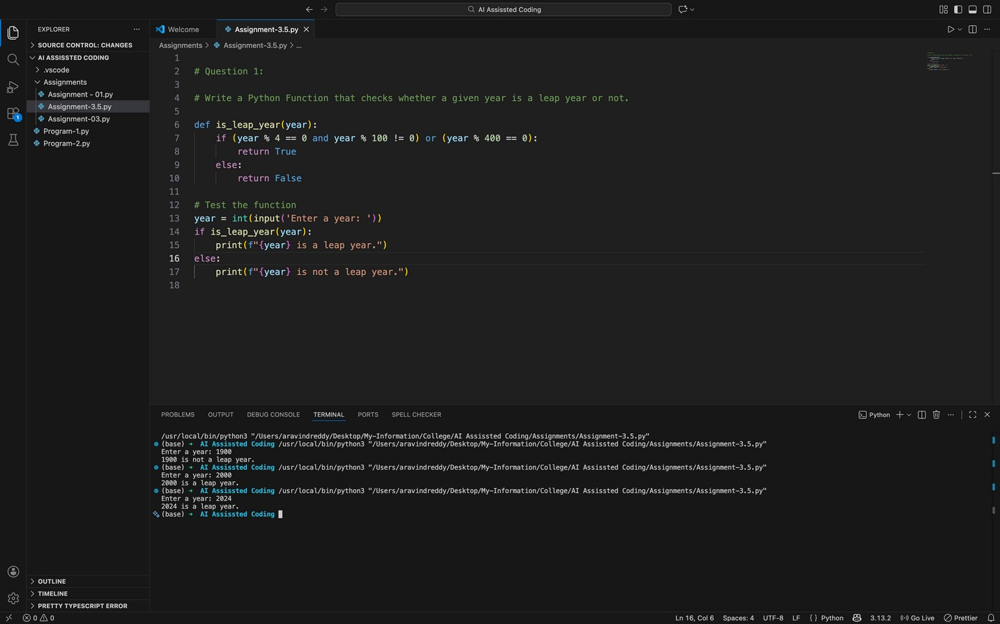 AI Assissted Coding
EXPLORER
SOURCE CONTROL: CHANGES
AI ASSISSTED CODING
.vscode
Assignments
Assignment - 01.py
Assignment-3.5.py
Assignment-03.py
Program-1.py
Program-2.py
1
OUTLINE
TIMELINE
PRETTY TYPESCRIPT ERROR
Welcome
Assignment-3.5.py
Assignments > Assignment-3.5.py > ...
1
2 # Question 1:
3
4 # Write a Python Function that checks whether a given year is a leap year or not.
5
6 def is_leap_year(year):
7     if (year % 4 == 0 and year % 100 != 0) or (year % 400 == 0):
8         return True
9     else:
10         return False
11
12 # Test the function
13 year = int(input('Enter a year: '))
14 if is_leap_year(year):
15     print(f"{year} is a leap year.")
16 else:
17     print(f"{year} is not a leap year.")
18
PROBLEMS OUTPUT DEBUG CONSOLE TERMINAL PORTS SPELL CHECKER
Python
/usr/local/bin/python3 "/Users/aravindreddy/Desktop/My-Information/College/AI Assissted Coding/Assignments/Assignment-3.5.py"
(base) ➜ AI Assissted Coding /usr/local/bin/python3 "/Users/aravindreddy/Desktop/My-Information/College/AI Assissted Coding/Assignments/Assignment-3.5.py"
Enter a year: 1900
1900 is not a leap year.
(base) ➜ AI Assissted Coding /usr/local/bin/python3 "/Users/aravindreddy/Desktop/My-Information/College/AI Assissted Coding/Assignments/Assignment-3.5.py"
Enter a year: 2000
2000 is a leap year.
(base) ➜ AI Assissted Coding /usr/local/bin/python3 "/Users/aravindreddy/Desktop/My-Information/College/AI Assissted Coding/Assignments/Assignment-3.5.py"
Enter a year: 2024
2024 is a leap year.
(base) ➜ AI Assissted Coding
0 0
Ln 16, Col 6 Spaces: 4 UTF-8 LF { } Python 3.13.2 Go Live Prettier